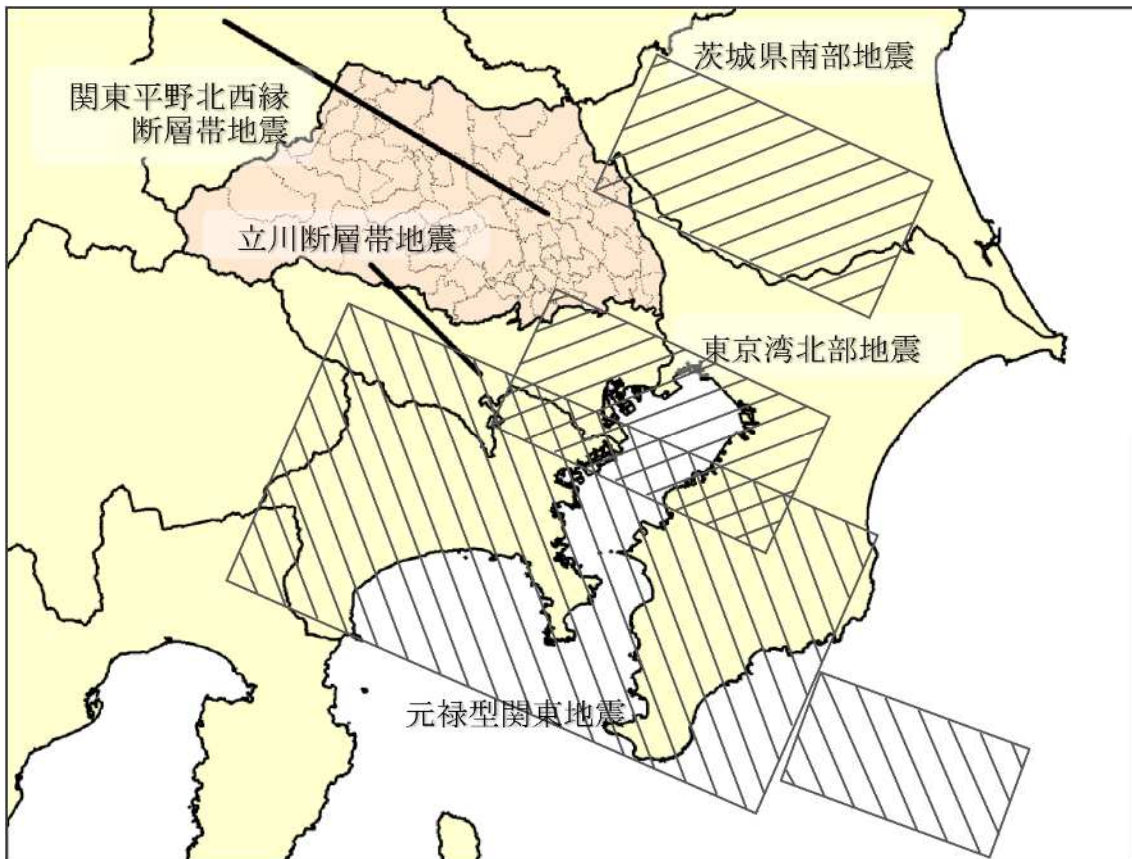 茨城県南部地震
関東平野北西縁
断層帯地震
立川断層帯地震
東京湾北部地震
元禄型関東地震